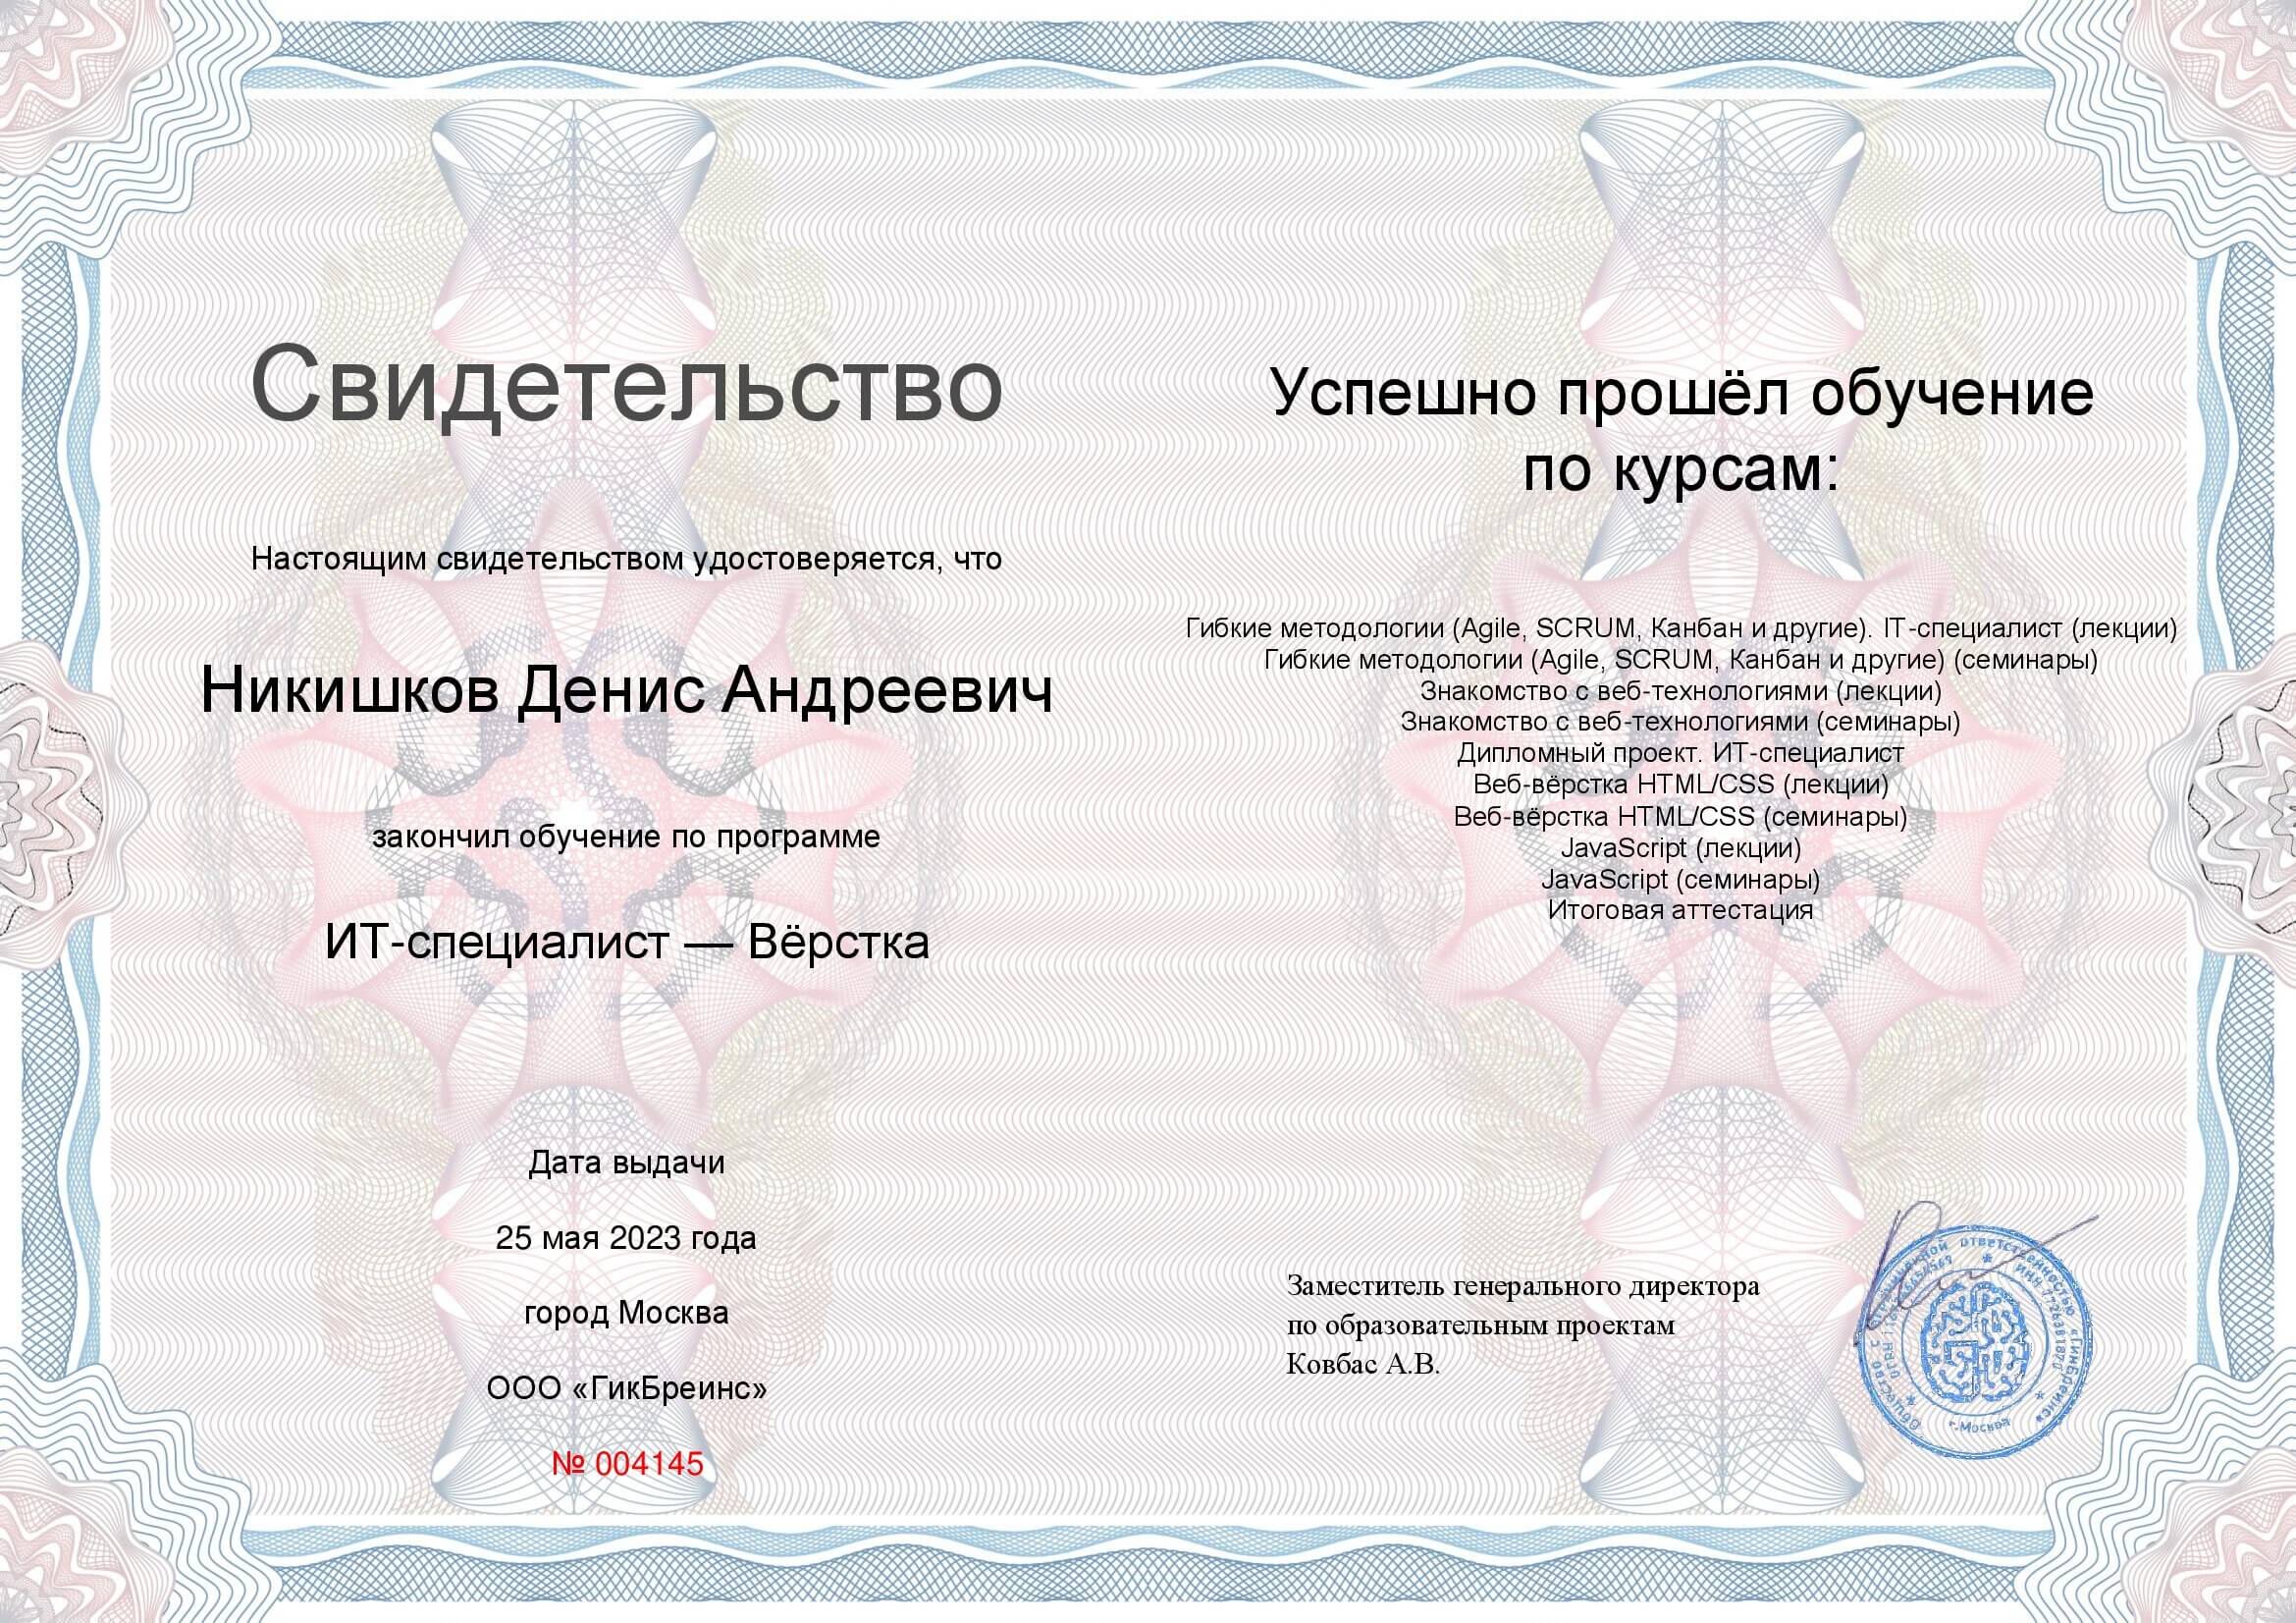 Свидетельство
Настоящим свидетельством удостоверяется, что
Никишков Денис Андреевич
закончил обучение по программе
ИТ-специалист — Вёрстка
Дата выдачи
25 мая 2023 года
город Москва
ООО «ГикБреинс»
№ 004145
Успешно прошёл обучение
по курсам:
Гибкие методологии (Agile, SCRUM, Канбан и другие). IT-специалист (лекции)
Гибкие методологии (Agile, SCRUM, Канбан и другие) (семинары)
Знакомство с веб-технологиями (лекции)
Знакомство с веб-технологиями (семинары)
Дипломный проект. ИТ-специалист
Веб-вёрстка HTML/CSS (лекции)
Веб-вёрстка HTML/CSS (семинары)
JavaScript (лекции)
JavaScript (семинары)
Итоговая аттестация
Заместитель генерального директора
по образовательным проектам
Ковбас А.В.
Общество с ограниченной ответственностью «ГикБреинс»
ИНН 7726381870
г.Москва